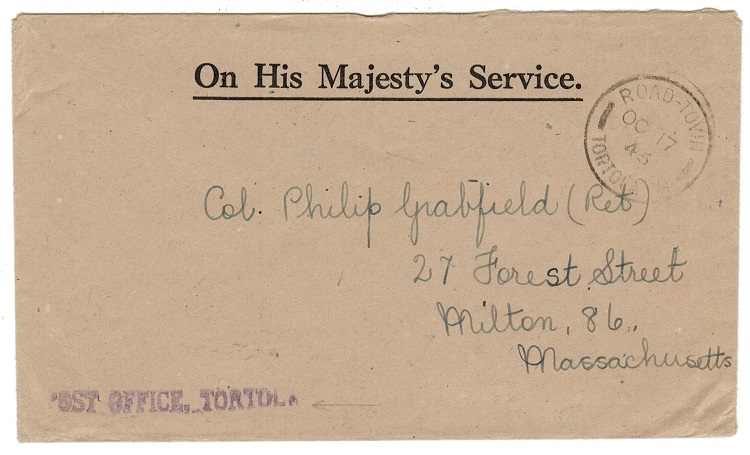 On His Majesty's Service.
ROAD-TOWN
OC 17
45
TORTOLA
Col. Philip Grabfield (Ret)
27 Forest Street
Milton, 86.,
Massachusetts
POST OFFICE, TORTOLA